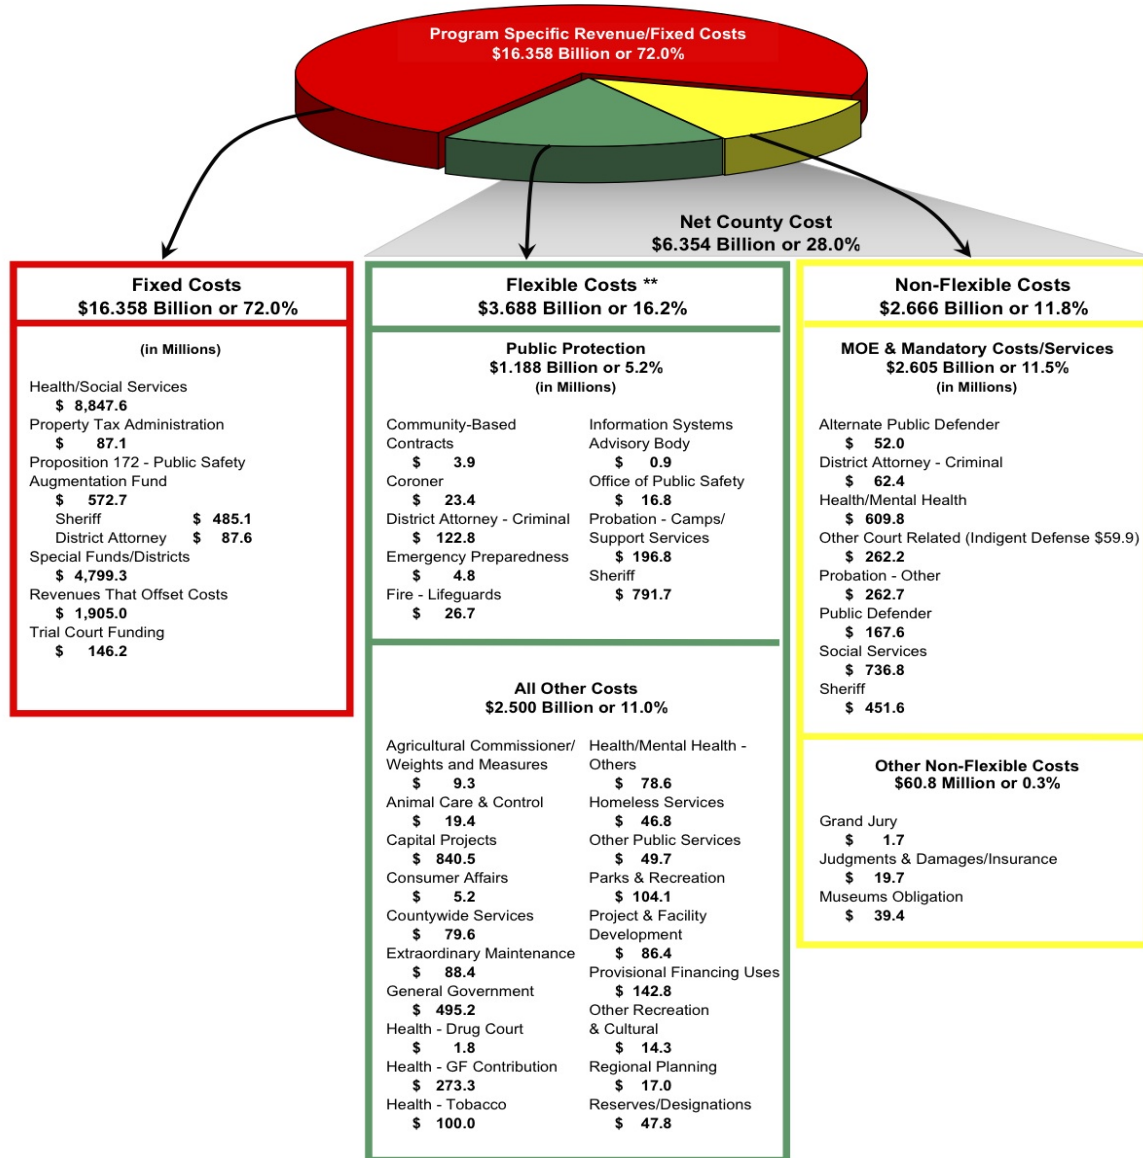 Program Specific Revenue/Fixed Costs
$16.358 Billion or 72.0%
Net County Cost
$6.354 Billion or 28.0%
Fixed Costs
$16.358 Billion or 72.0%
(in Millions)
Health/Social Services
$ 8,847.6
Property Tax Administration
$ 87.1
Proposition 172 - Public Safety
Augmentation Fund
$ 572.7
Sheriff $ 485.1
District Attorney $ 87.6
Special Funds/Districts
$ 4,799.3
Revenues That Offset Costs
$ 1,905.0
Trial Court Funding
$ 146.2
Flexible Costs **
$3.688 Billion or 16.2%
Public Protection
$1.188 Billion or 5.2%
(in Millions)
Community-Based
Contracts
$ 3.9
Coroner
$ 23.4
District Attorney - Criminal
$ 122.8
Emergency Preparedness
$ 4.8
Fire - Lifeguards
$ 26.7
Information Systems
Advisory Body
$ 0.9
Office of Public Safety
$ 16.8
Probation - Camps/
Support Services
$ 196.8
Sheriff
$ 791.7
All Other Costs
$2.500 Billion or 11.0%
Agricultural Commissioner/
Weights and Measures
$ 9.3
Animal Care & Control
$ 19.4
Capital Projects
$ 840.5
Consumer Affairs
$ 5.2
Countywide Services
$ 79.6
Extraordinary Maintenance
$ 88.4
General Government
$ 495.2
Health - Drug Court
$ 1.8
Health - GF Contribution
$ 273.3
Health - Tobacco
$ 100.0
Health/Mental Health -
Others
$ 78.6
Homeless Services
$ 46.8
Other Public Services
$ 49.7
Parks & Recreation
$ 104.1
Project & Facility
Development
$ 86.4
Provisional Financing Uses
$ 142.8
Other Recreation
& Cultural
$ 14.3
Regional Planning
$ 17.0
Reserves/Designations
$ 47.8
Non-Flexible Costs
$2.666 Billion or 11.8%
MOE & Mandatory Costs/Services
$2.605 Billion or 11.5%
(in Millions)
Alternate Public Defender
$ 52.0
District Attorney - Criminal
$ 62.4
Health/Mental Health
$ 609.8
Other Court Related (Indigent Defense $59.9)
$ 262.2
Probation - Other
$ 262.7
Public Defender
$ 167.6
Social Services
$ 736.8
Sheriff
$ 451.6
Other Non-Flexible Costs
$60.8 Million or 0.3%
Grand Jury
$ 1.7
Judgments & Damages/Insurance
$ 19.7
Museums Obligation
$ 39.4